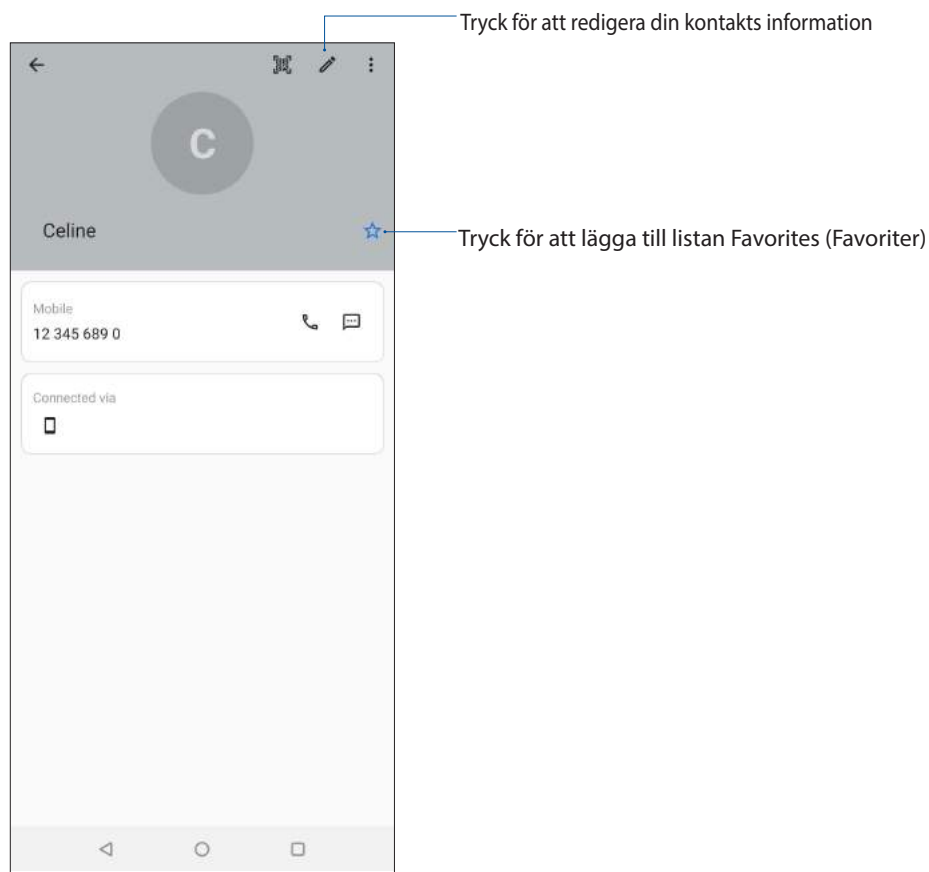 Tryck för att redigera din kontakts information
C
Celine
Tryck för att lägga till listan Favorites (Favoriter)
Mobile
12 345 689 0
Connected via